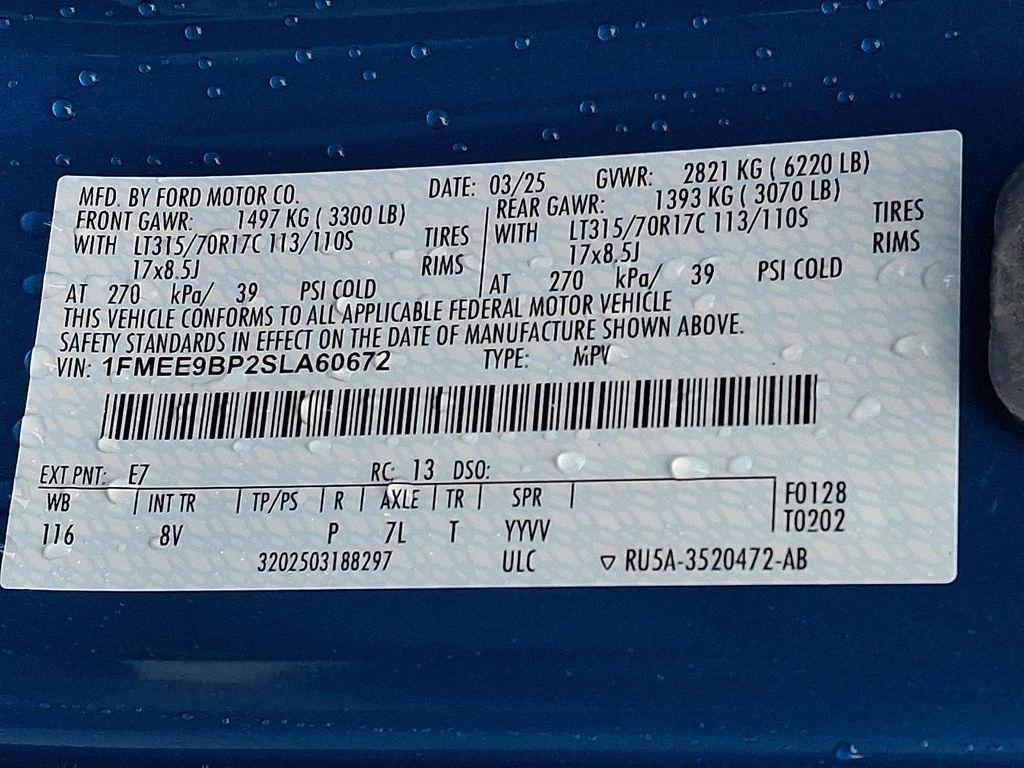 MFD. BY FORD MOTOR CO. DATE: 03/25 GVWR: 2821 KG ( 6220 LB)
FRONT GAWR: 1497 KG ( 3300 LB) REAR GAWR: 1393 KG ( 3070 LB)
WITH LT315/70R17C 113/110S TIRES WITH LT315/70R17C 113/110S TIRES
17x8.5J RIMS 17x8.5J RIMS
AT 270 kPa/ 39 PSI COLD AT 270 kPa/ 39 PSI COLD
THIS VEHICLE CONFORMS TO ALL APPLICABLE FEDERAL MOTOR VEHICLE
SAFETY STANDARDS IN EFFECT ON THE DATE OF MANUFACTURE SHOWN ABOVE.
VIN: 1FMEE9BP2SLA60672 TYPE: MPV
EXT PNT: E7 RC: 13 DSO:
WB INT TR TP/PS R AXLE TR SPR F0128
116 8V P 7L T YYVV T0202
3202503188297 ULC ▽ RU5A-3520472-AB